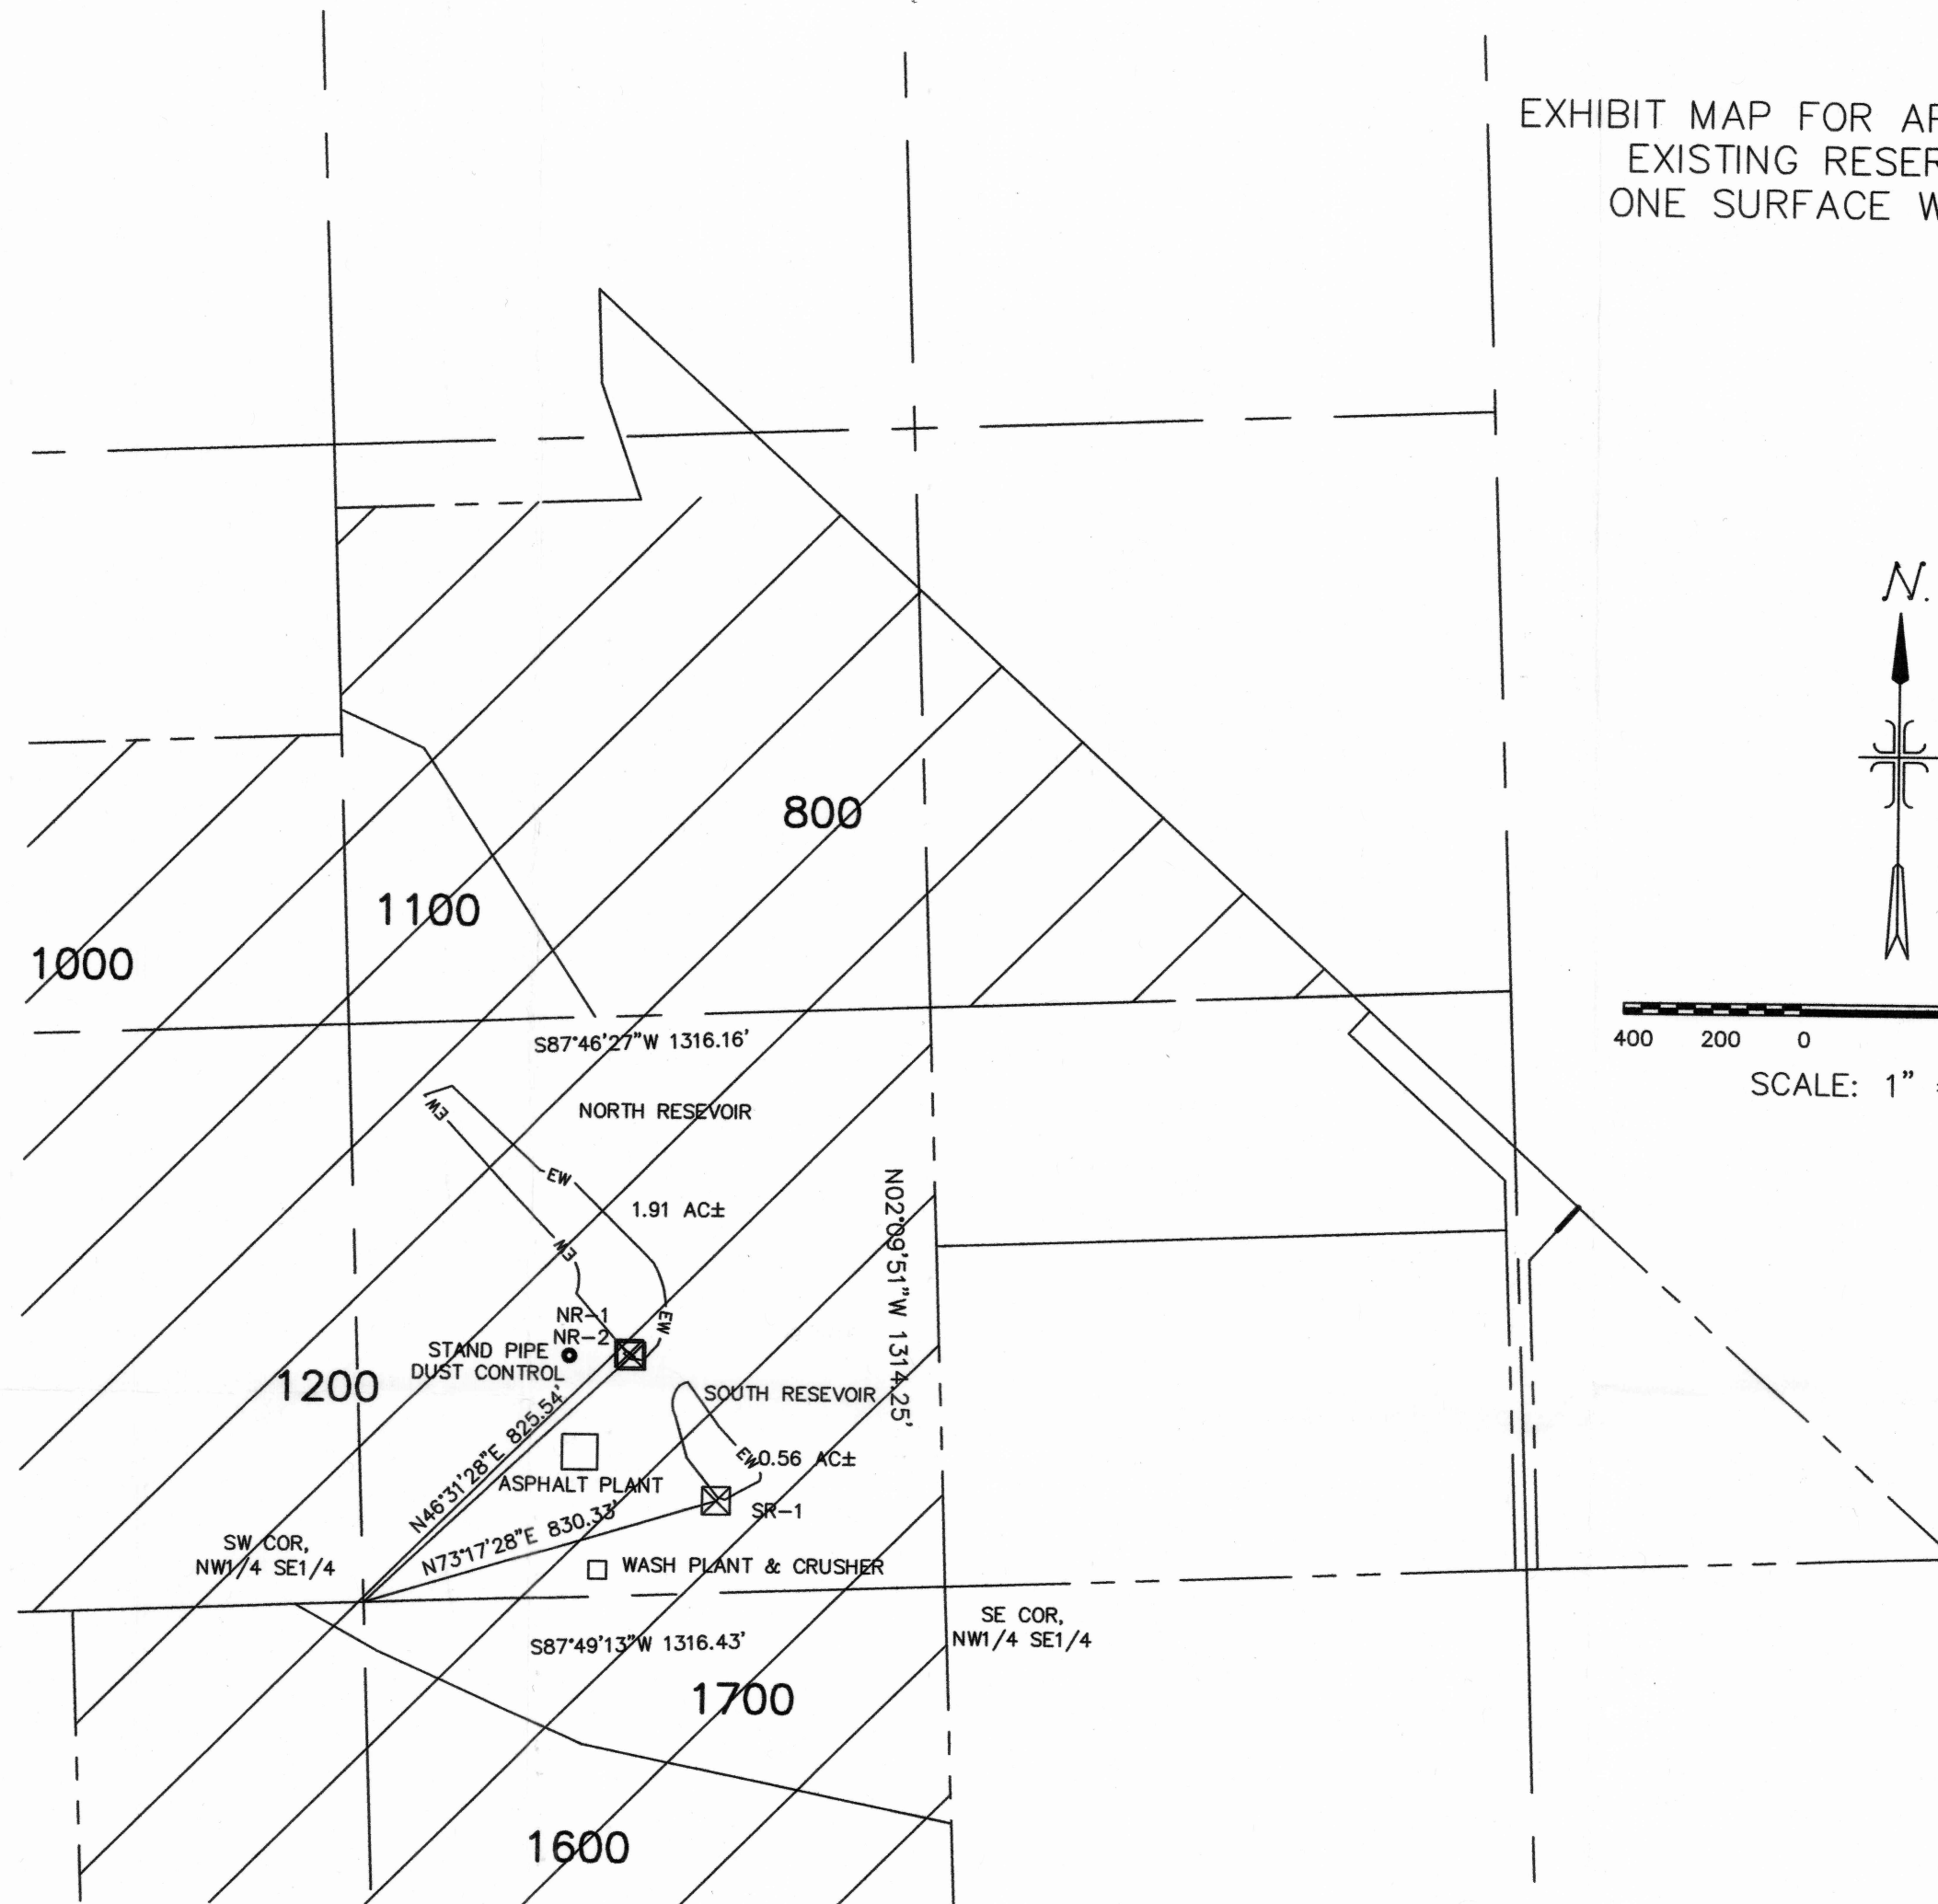 EXHIBIT MAP FOR
EXISTING
ONE SURFACE
N.
800
1100
1000
400 200 0
SCALE: 1"
S87°46'27"W 1316.16'
EW
NORTH RESEVOIR
EW
1.91 AC±
N02°09'51"W 1314.25'
EW
NR-1
EW
NR-2
STAND PIPE
DUST CONTROL
1200
SOUTH RESEVOIR
N46°31'28"E 825.54'
EW
0.56 AC±
ASPHALT PLANT
SR-1
N73°17'28"E 830.33'
SW COR,
NW1/4 SE1/4
WASH PLANT & CRUSHER
SE COR,
NW1/4 SE1/4
S87°49'13"W 1316.43'
1700
1600